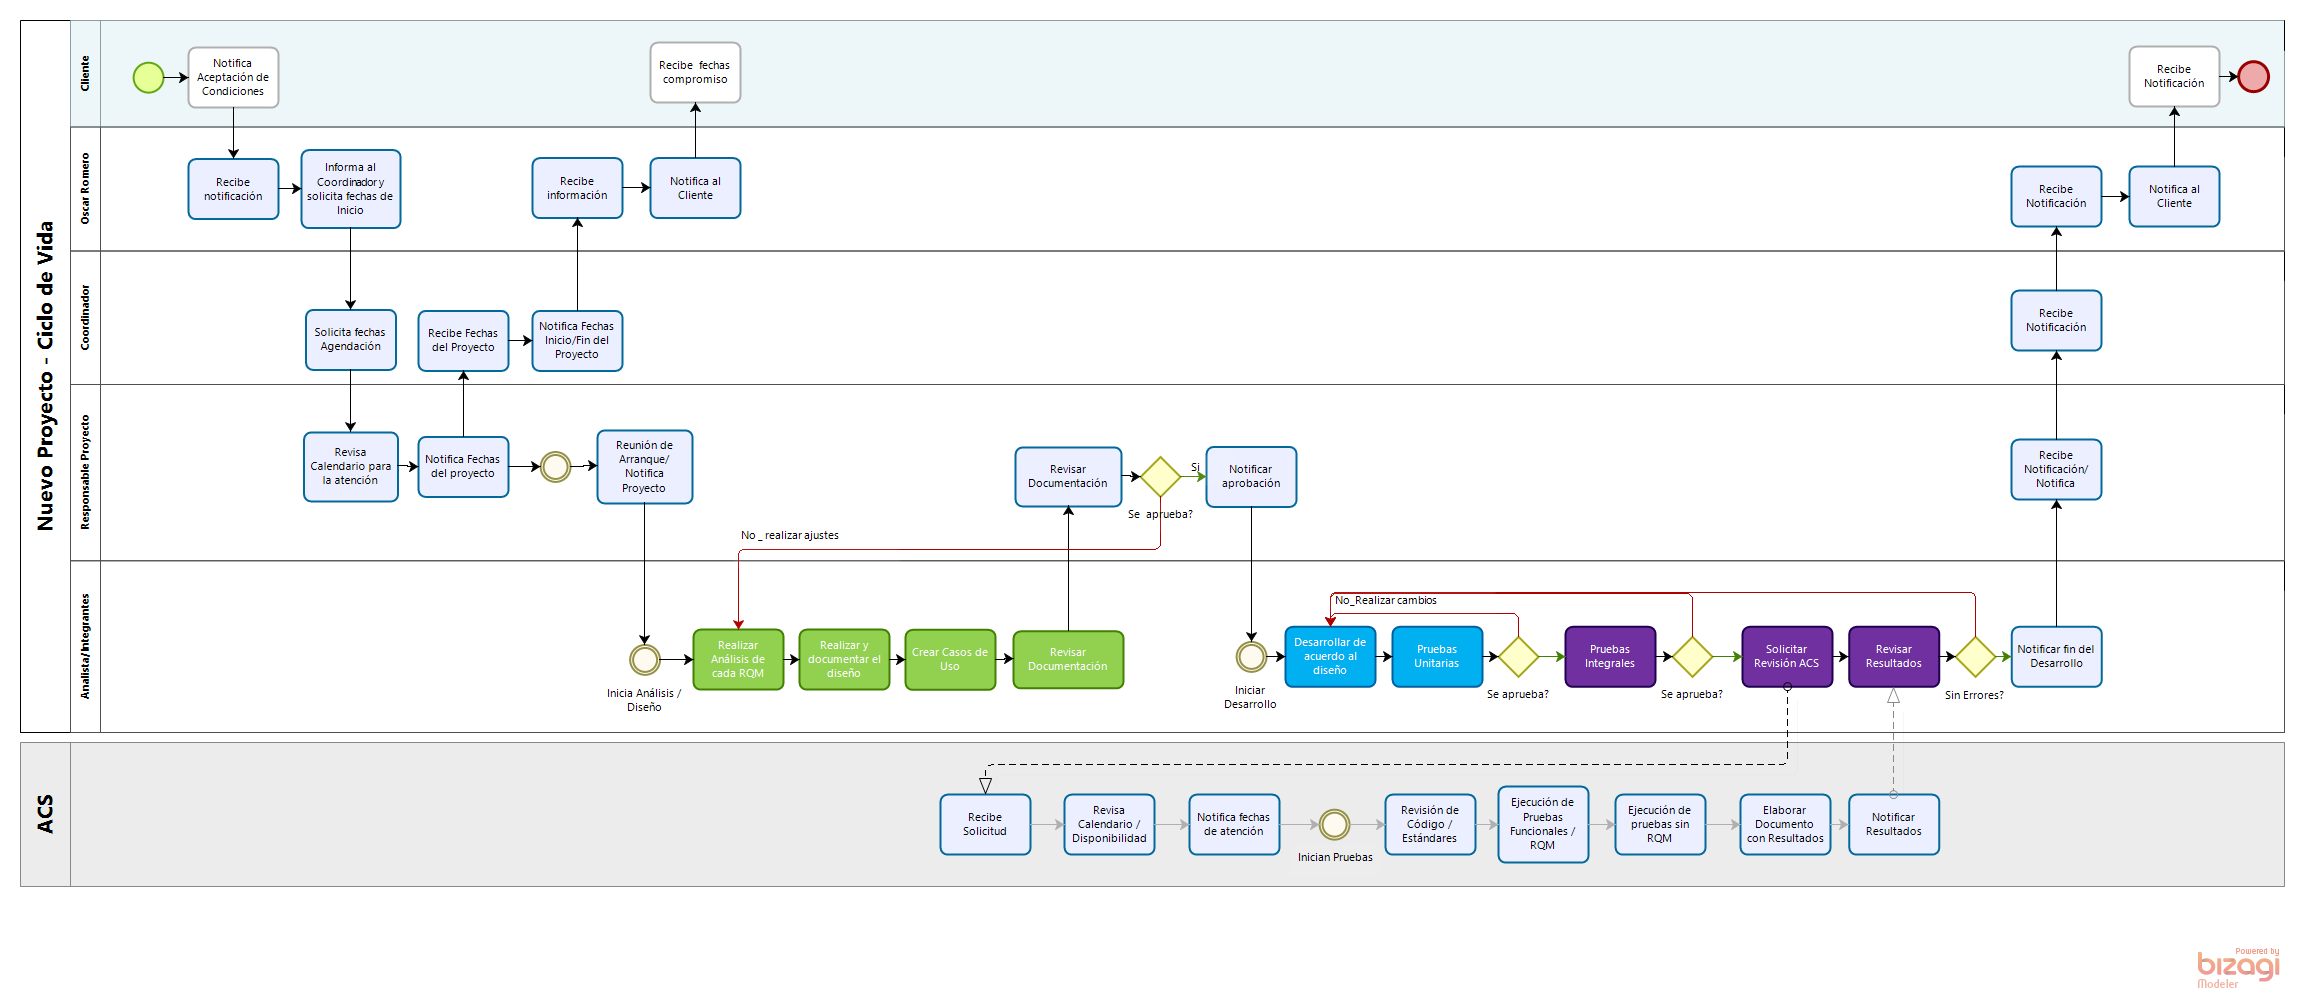 Nuevo Proyecto - Ciclo de Vida
Cliente
Notifica
Aceptación de
Condiciones
Recibe fechas
compromiso
Recibe
Notificación
Oscar Romero
Recibe
notificación
Informa al
Coordinador y
solicita fechas de
Inicio
Recibe
información
Notifica al
Cliente
Recibe
Notificación
Notifica al
Cliente
Coordinador
Solicita fechas
Agendación
Recibe Fechas
del Proyecto
Notifica Fechas
Inicio/Fin del
Proyecto
Recibe
Notificación
Responsable Proyecto
Revisa
Calendario para
la atención
Notifica Fechas
del proyecto
Reunión de
Arranque/
Notifica
Proyecto
Revisar
Documentación
Se aprueba?
Si
Notificar
aprobación
Recibe
Notificación/
Notifica
No _ realizar ajustes
Analista/Integrantes
Inicia Análisis /
Diseño
Realizar
Análisis de
cada RQM
Realizar y
documentar el
diseño
Crear Casos de
Uso
Revisar
Documentación
Iniciar
Desarrollo
No_Realizar cambios
Desarrollar de
acuerdo al
diseño
Pruebas
Unitarias
Se aprueba?
Pruebas
Integrales
Se aprueba?
Solicitar
Revisión ACS
Revisar
Resultados
Sin Errores?
Notificar fin del
Desarrollo
ACS
Recibe
Solicitud
Revisa
Calendario /
Disponibilidad
Notifica fechas
de atención
Inician Pruebas
Revisión de
Código /
Estándares
Ejecución de
Pruebas
Funcionales /
RQM
Ejecución de
pruebas sin
RQM
Elaborar
Documento
con Resultados
Notificar
Resultados
Powered by
bizagi
Modeler